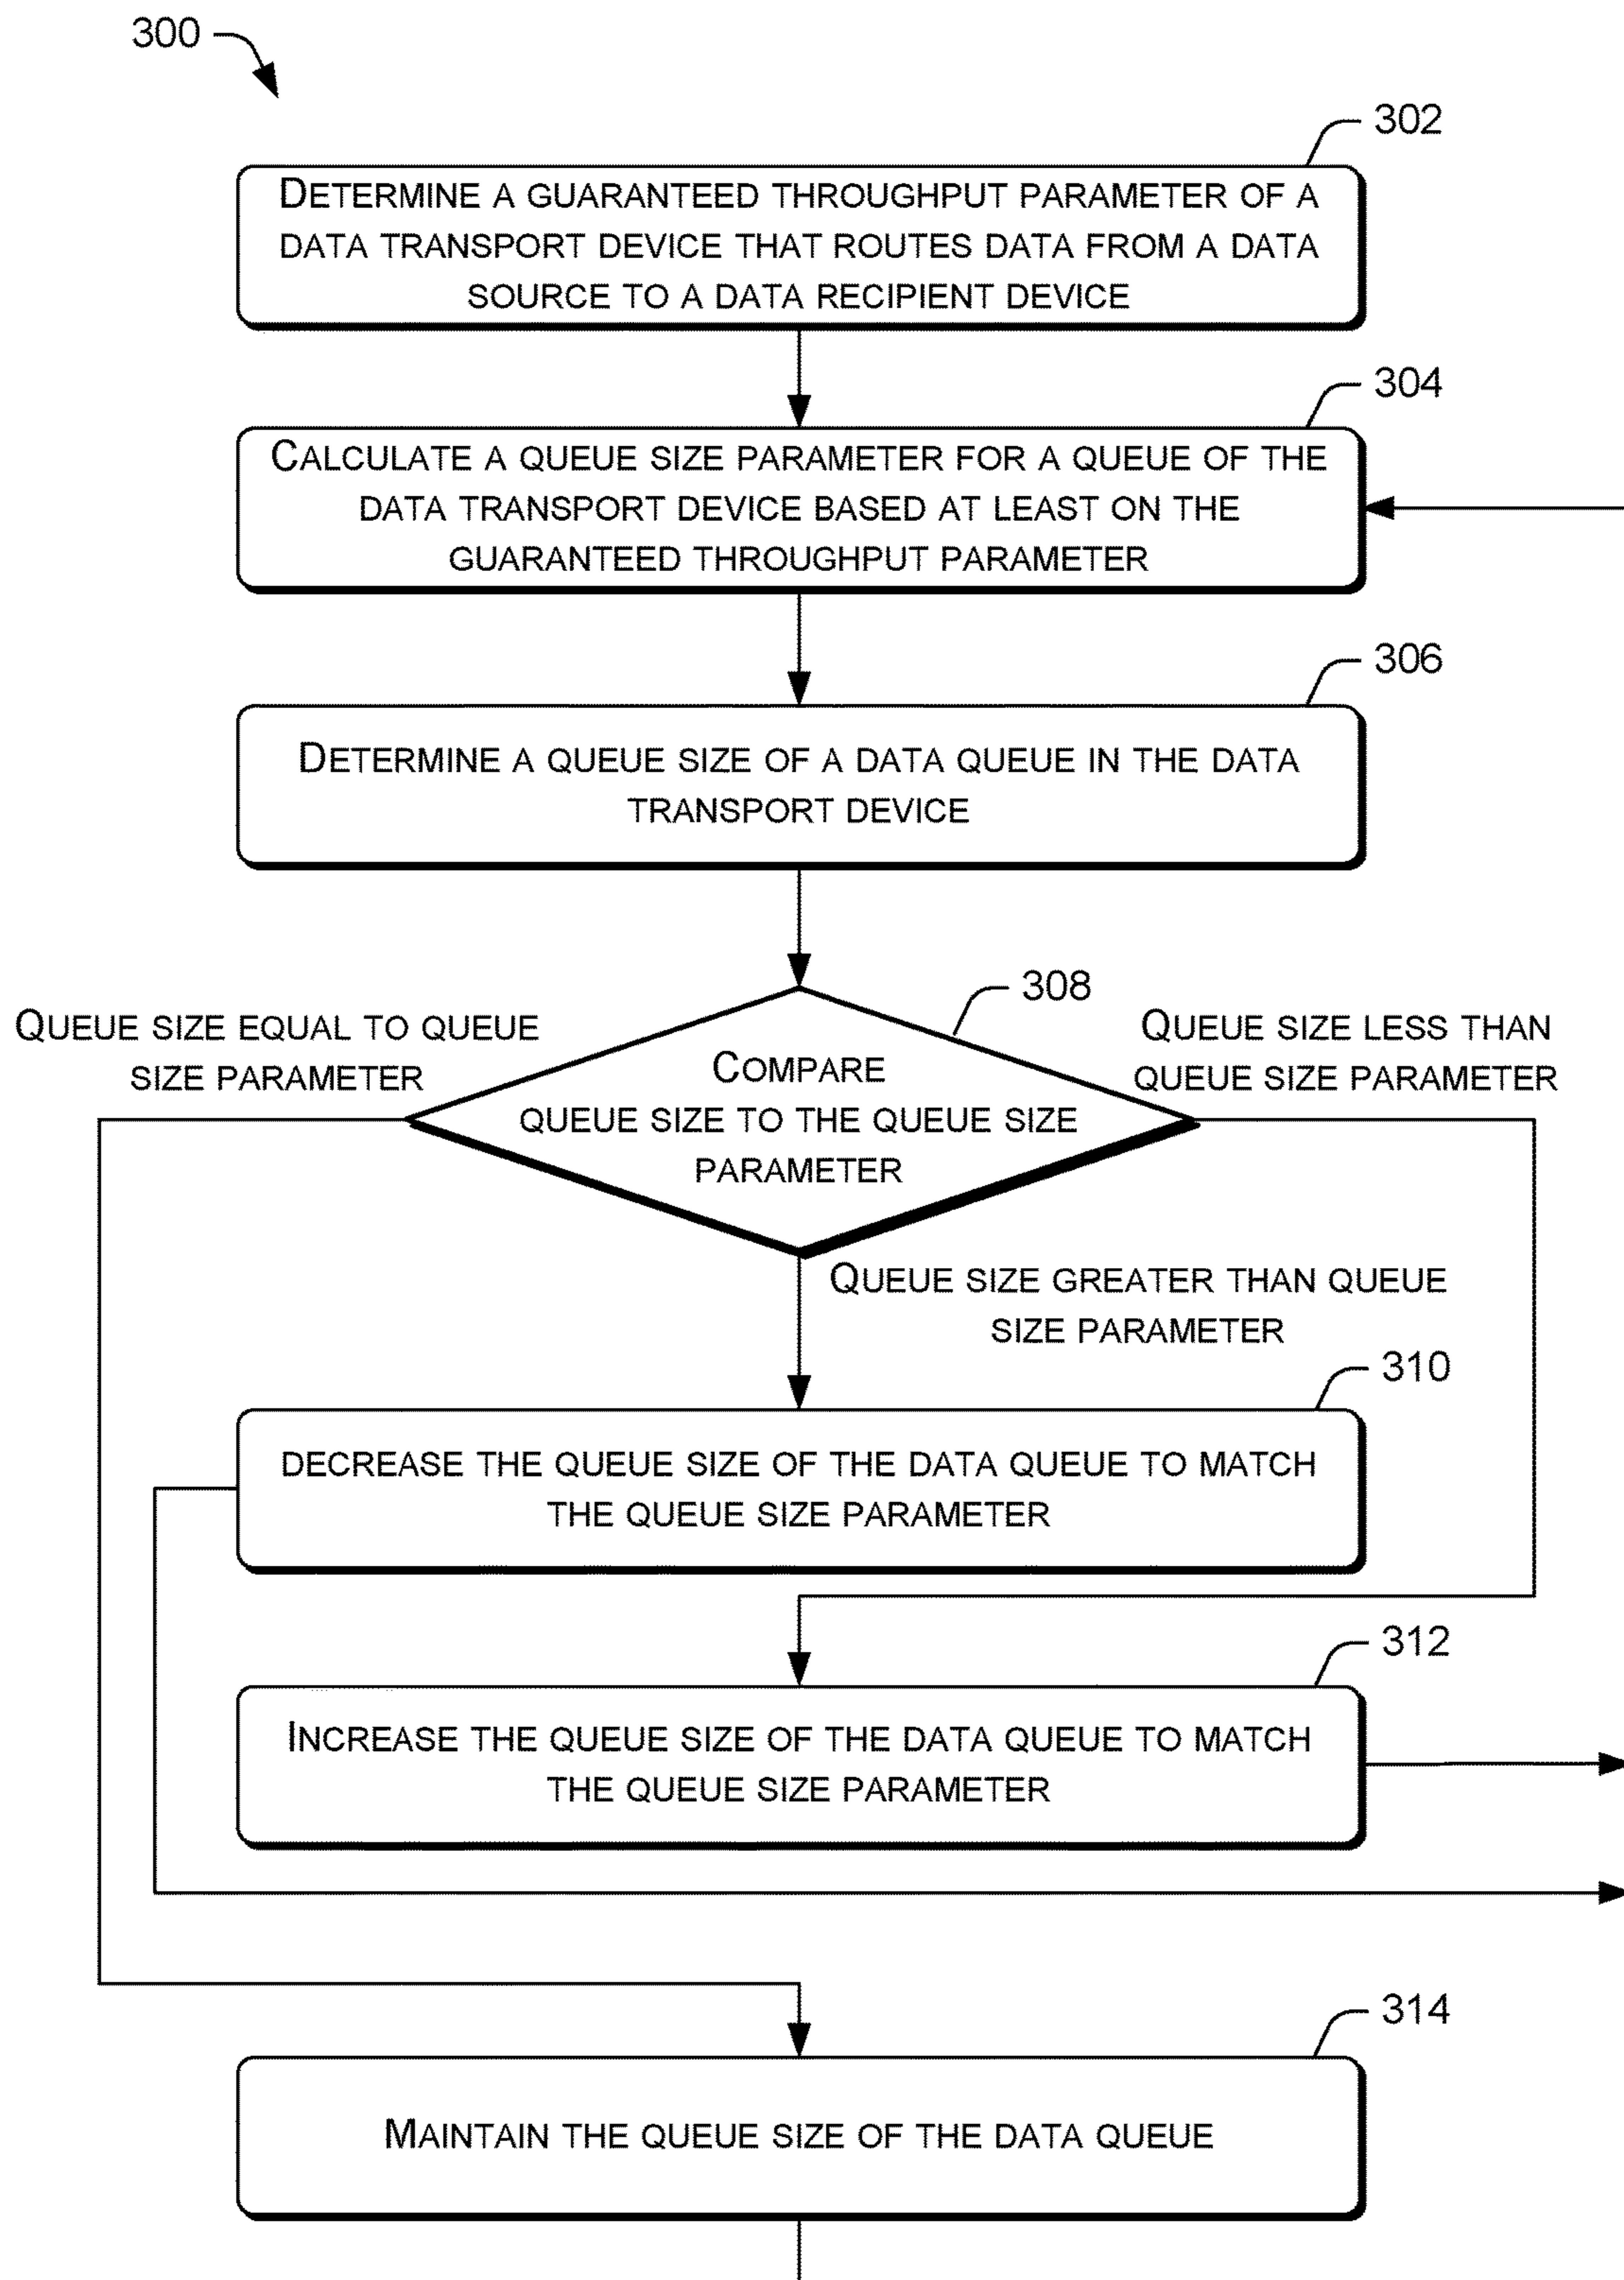 300
302
DETERMINE A GUARANTEED THROUGHPUT PARAMETER OF A
DATA TRANSPORT DEVICE THAT ROUTES DATA FROM A DATA
SOURCE TO A DATA RECIPIENT DEVICE
304
CALCULATE A QUEUE SIZE PARAMETER FOR A QUEUE OF THE
DATA TRANSPORT DEVICE BASED AT LEAST ON THE
GUARANTEED THROUGHPUT PARAMETER
306
DETERMINE A QUEUE SIZE OF A DATA QUEUE IN THE DATA
TRANSPORT DEVICE
308
QUEUE SIZE EQUAL TO QUEUE
SIZE PARAMETER
COMPARE
QUEUE SIZE TO THE QUEUE SIZE
PARAMETER
QUEUE SIZE LESS THAN
QUEUE SIZE PARAMETER
QUEUE SIZE GREATER THAN QUEUE
SIZE PARAMETER
310
DECREASE THE QUEUE SIZE OF THE DATA QUEUE TO MATCH
THE QUEUE SIZE PARAMETER
312
INCREASE THE QUEUE SIZE OF THE DATA QUEUE TO MATCH
THE QUEUE SIZE PARAMETER
314
MAINTAIN THE QUEUE SIZE OF THE DATA QUEUE